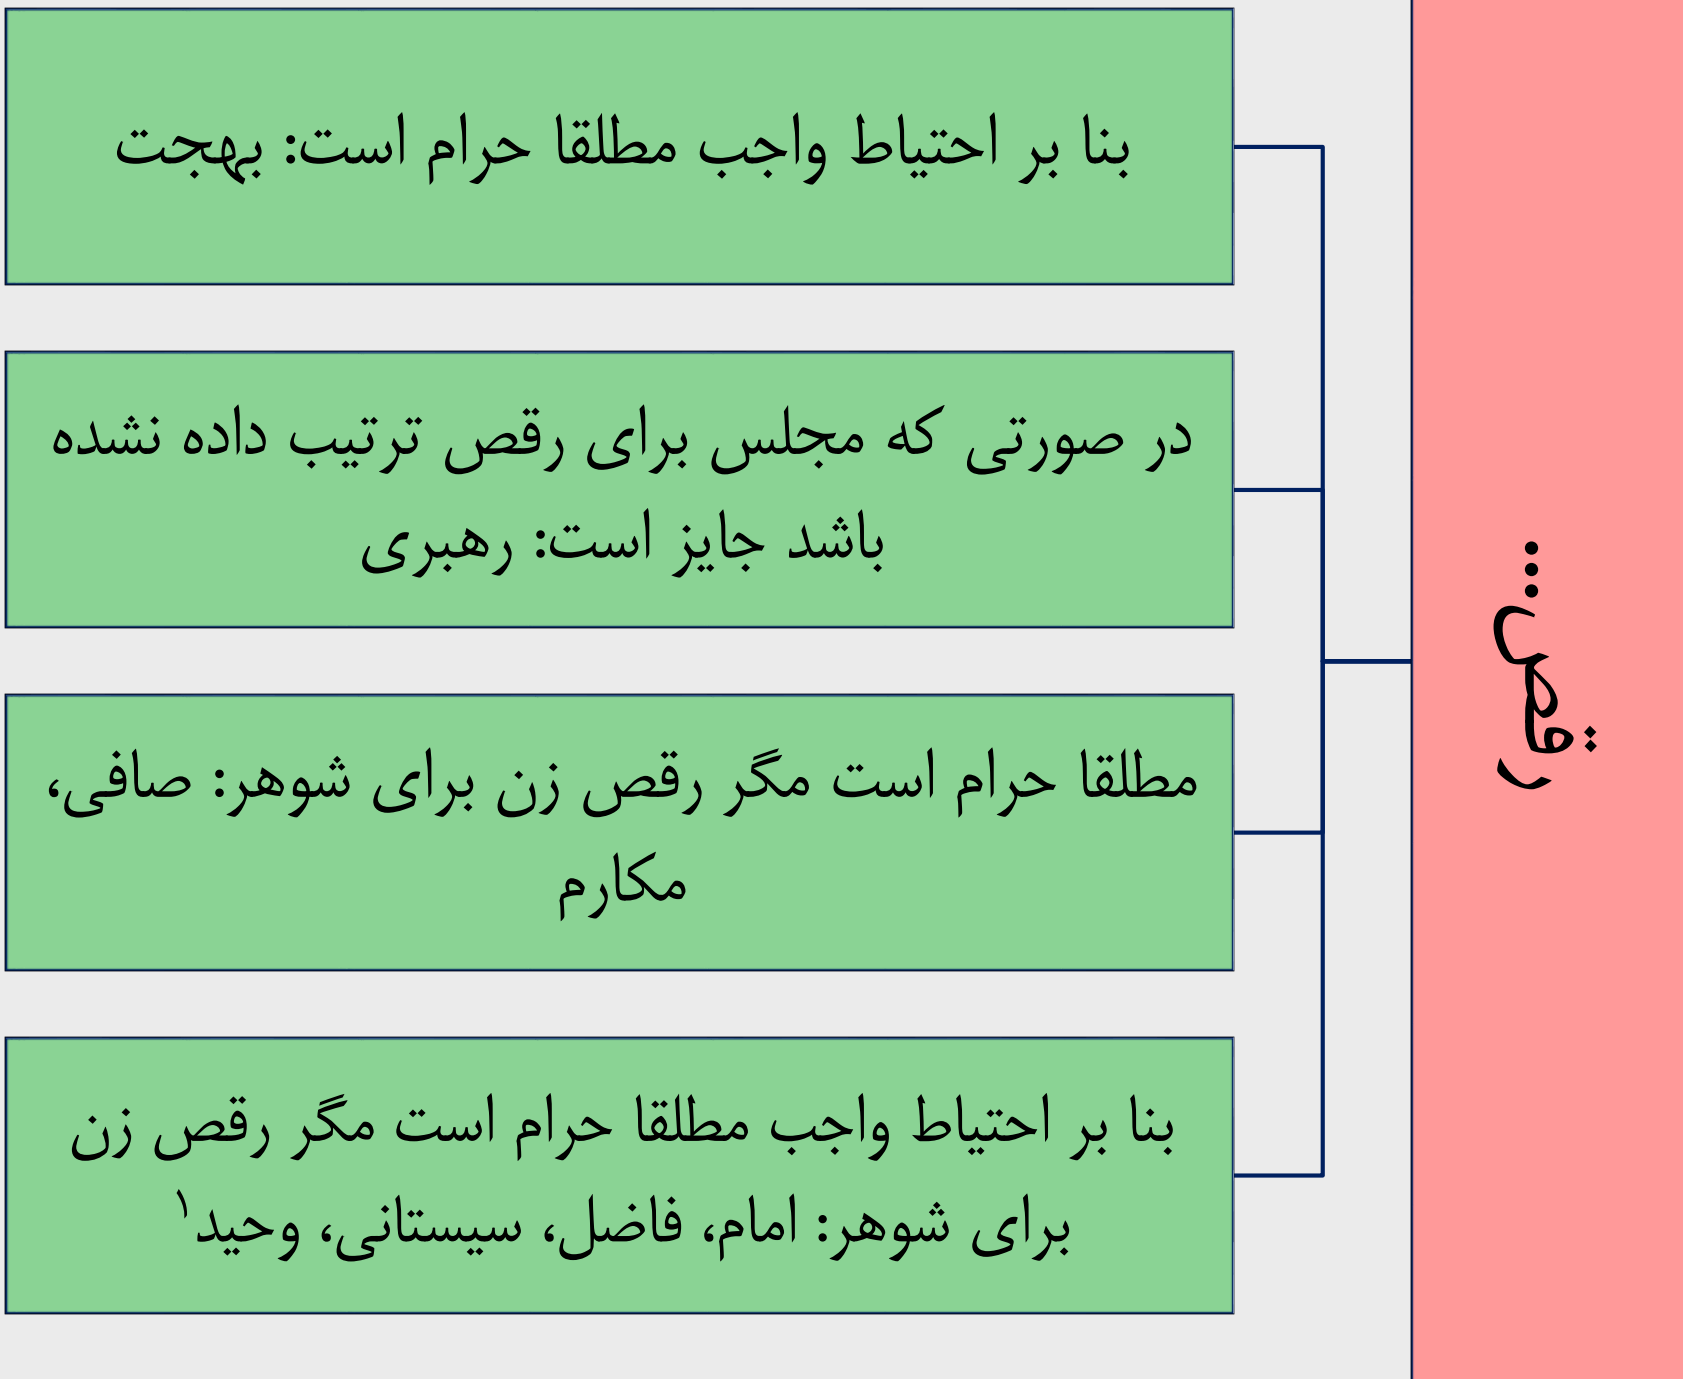 رقص...
بنا بر احتیاط واجب مطلقا حرام است: بهجت
در صورتی که مجلس برای رقص ترتیب داده نشده
باشد جایز است: رهبری
مطلقا حرام است مگر رقص زن برای شوهر: صافی،
مکارم
بنا بر احتیاط واجب مطلقا حرام است مگر رقص زن
برای شوهر: امام، فاضل، سیستانی، وحید۱